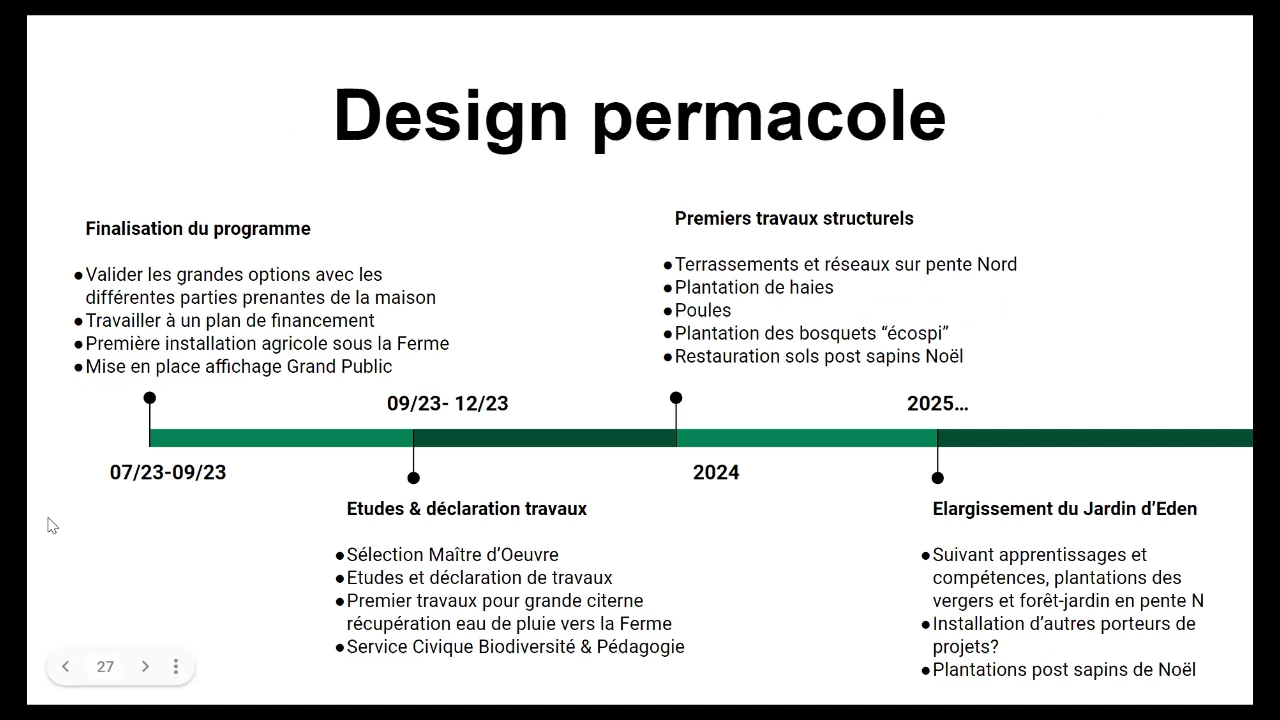 Design permacole
Finalisation du programme
●Valider les grandes options avec les
différentes parties prenantes de la maison
●Travailler à un plan de financement
●Première installation agricole sous la Ferme
●Mise en place affichage Grand Public
Premiers travaux structurels
●Terrassements et réseaux sur pente Nord
●Plantation de haies
●Poules
●Plantation des bosquets “écospi”
●Restauration sols post sapins Noël
09/23- 12/23
2025…
07/23-09/23
2024
Etudes & déclaration travaux
●Sélection Maître d’Oeuvre
●Etudes et déclaration de travaux
●Premier travaux pour grande citerne
récupération eau de pluie vers la Ferme
●Service Civique Biodiversité & Pédagogie
Elargissement du Jardin d’Eden
●Suivant apprentissages et
compétences, plantations des
vergers et forêt-jardin en pente N
●Installation d’autres porteurs de
projets?
●Plantations post sapins de Noël
27